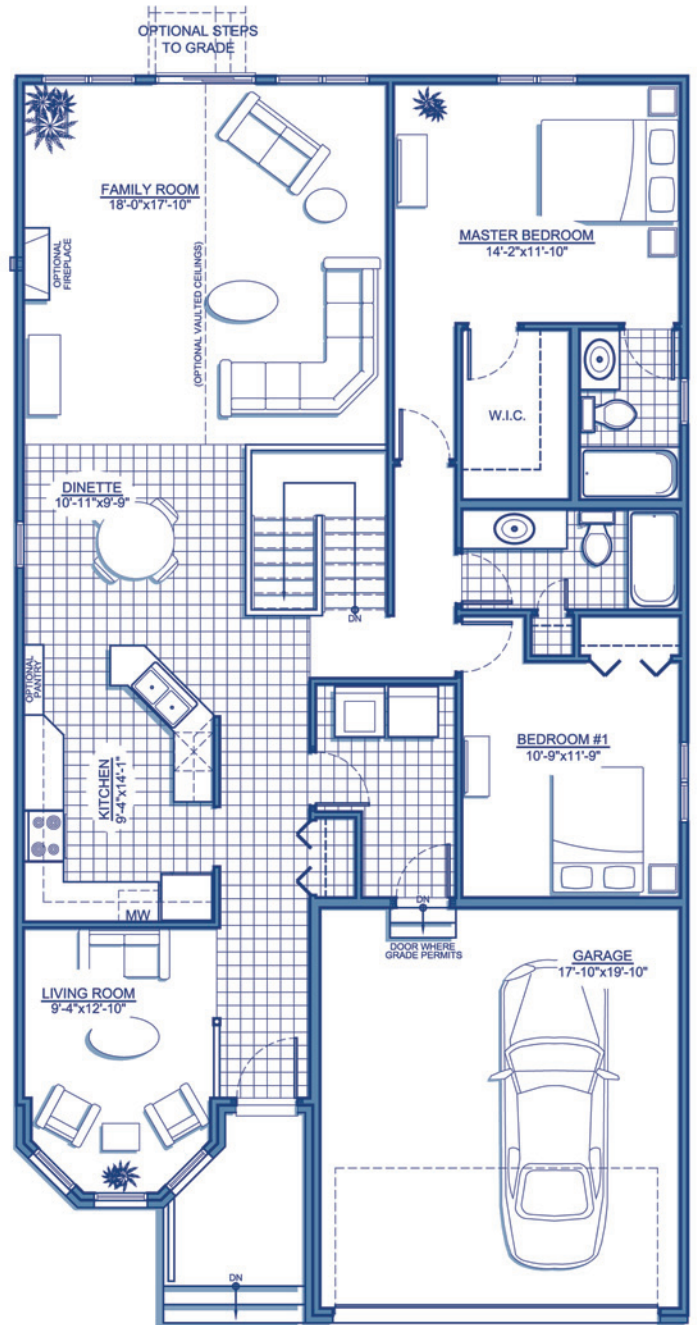 OPTIONAL STEPS
TO GRADE
FAMILY ROOM
18'-0"x17'-10"
OPTIONAL
FIREPLACE
(OPTIONAL VAULTED CEILINGS)
MASTER BEDROOM
14'-2"x11'-10"
W.I.C.
DINETTE
10'-11"x9'-9"
DN
OPTIONAL
PANTRY
KITCHEN
9'-4"x14'-1"
BEDROOM #1
10'-9"x11'-9"
MW
DN
DOOR WHERE
GRADE PERMITS
GARAGE
17'-10"x19'-10"
LIVING ROOM
9'-4"x12'-10"
DN